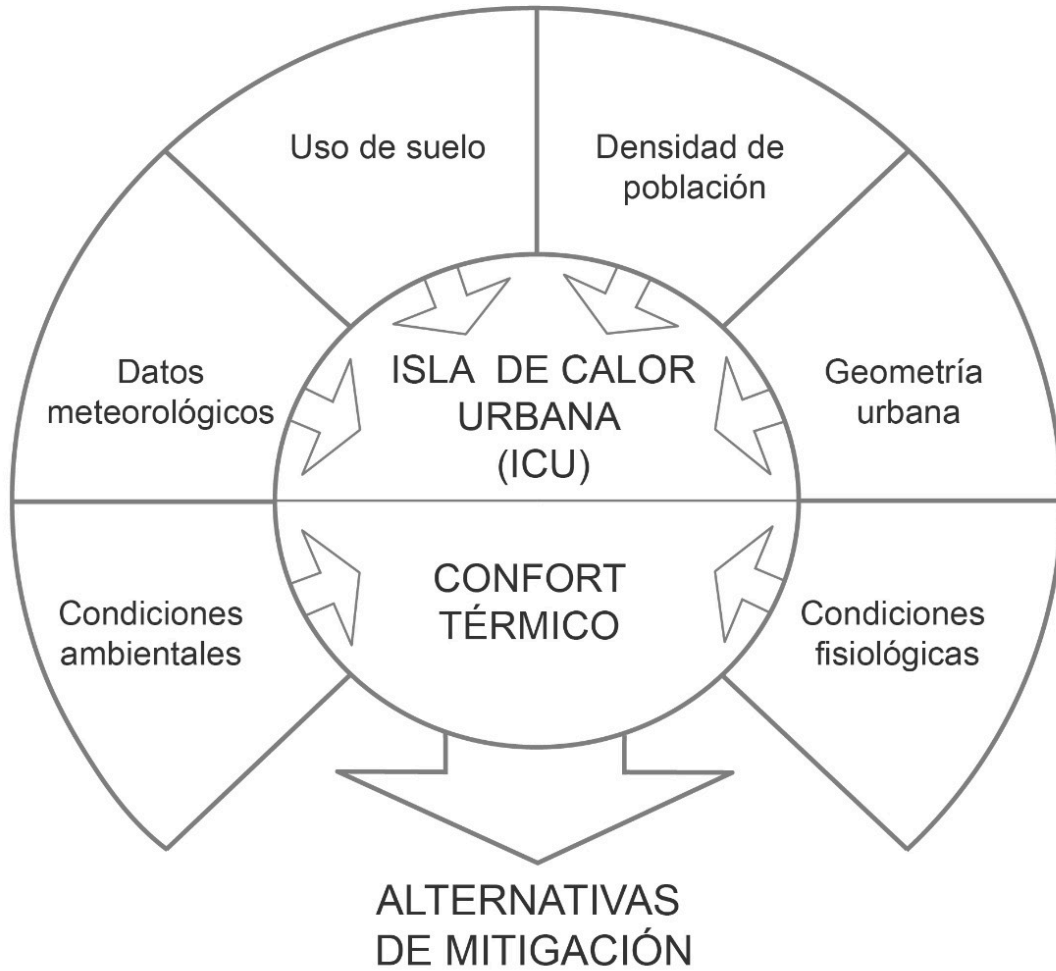 Uso de suelo
Densidad de
población
Datos
meteorológicos
ISLA DE CALOR
URBANA
(ICU)
Geometría
urbana
Condiciones
ambientales
CONFORT
TÉRMICO
Condiciones
fisiológicas
ALTERNATIVAS
DE MITIGACIÓN